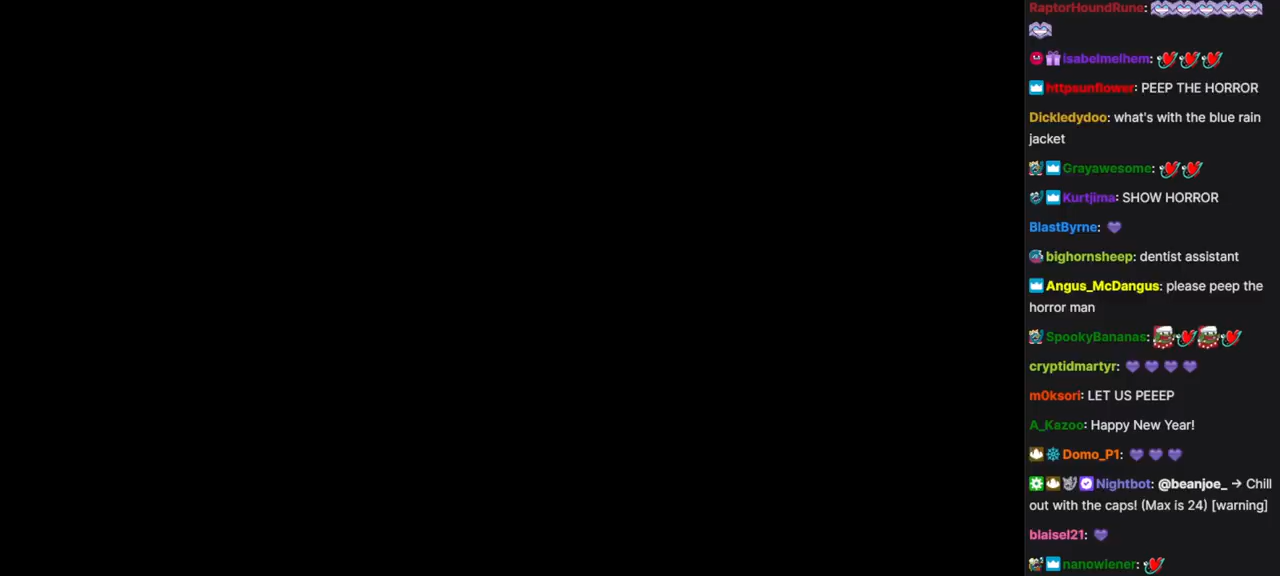 RaptorHoundRune:
isabelmelhem:
httpsunflower: PEEP THE HORROR
Dickledydoo: what's with the blue rain
jacket
Grayawesome:
Kurtjima: SHOW HORROR
BlastByrne:
bighornsheep: dentist assistant
Angus_McDangus: please peep the
horror man
SpookyBananas:
cryptidmartyr:
m0ksori: LET US PEEEP
A_Kazoo: Happy New Year!
Domo_P1:
Nightbot: @beanjoe_ → Chill
out with the caps! (Max is 24) [warning]
blaisel21:
nanowiener: